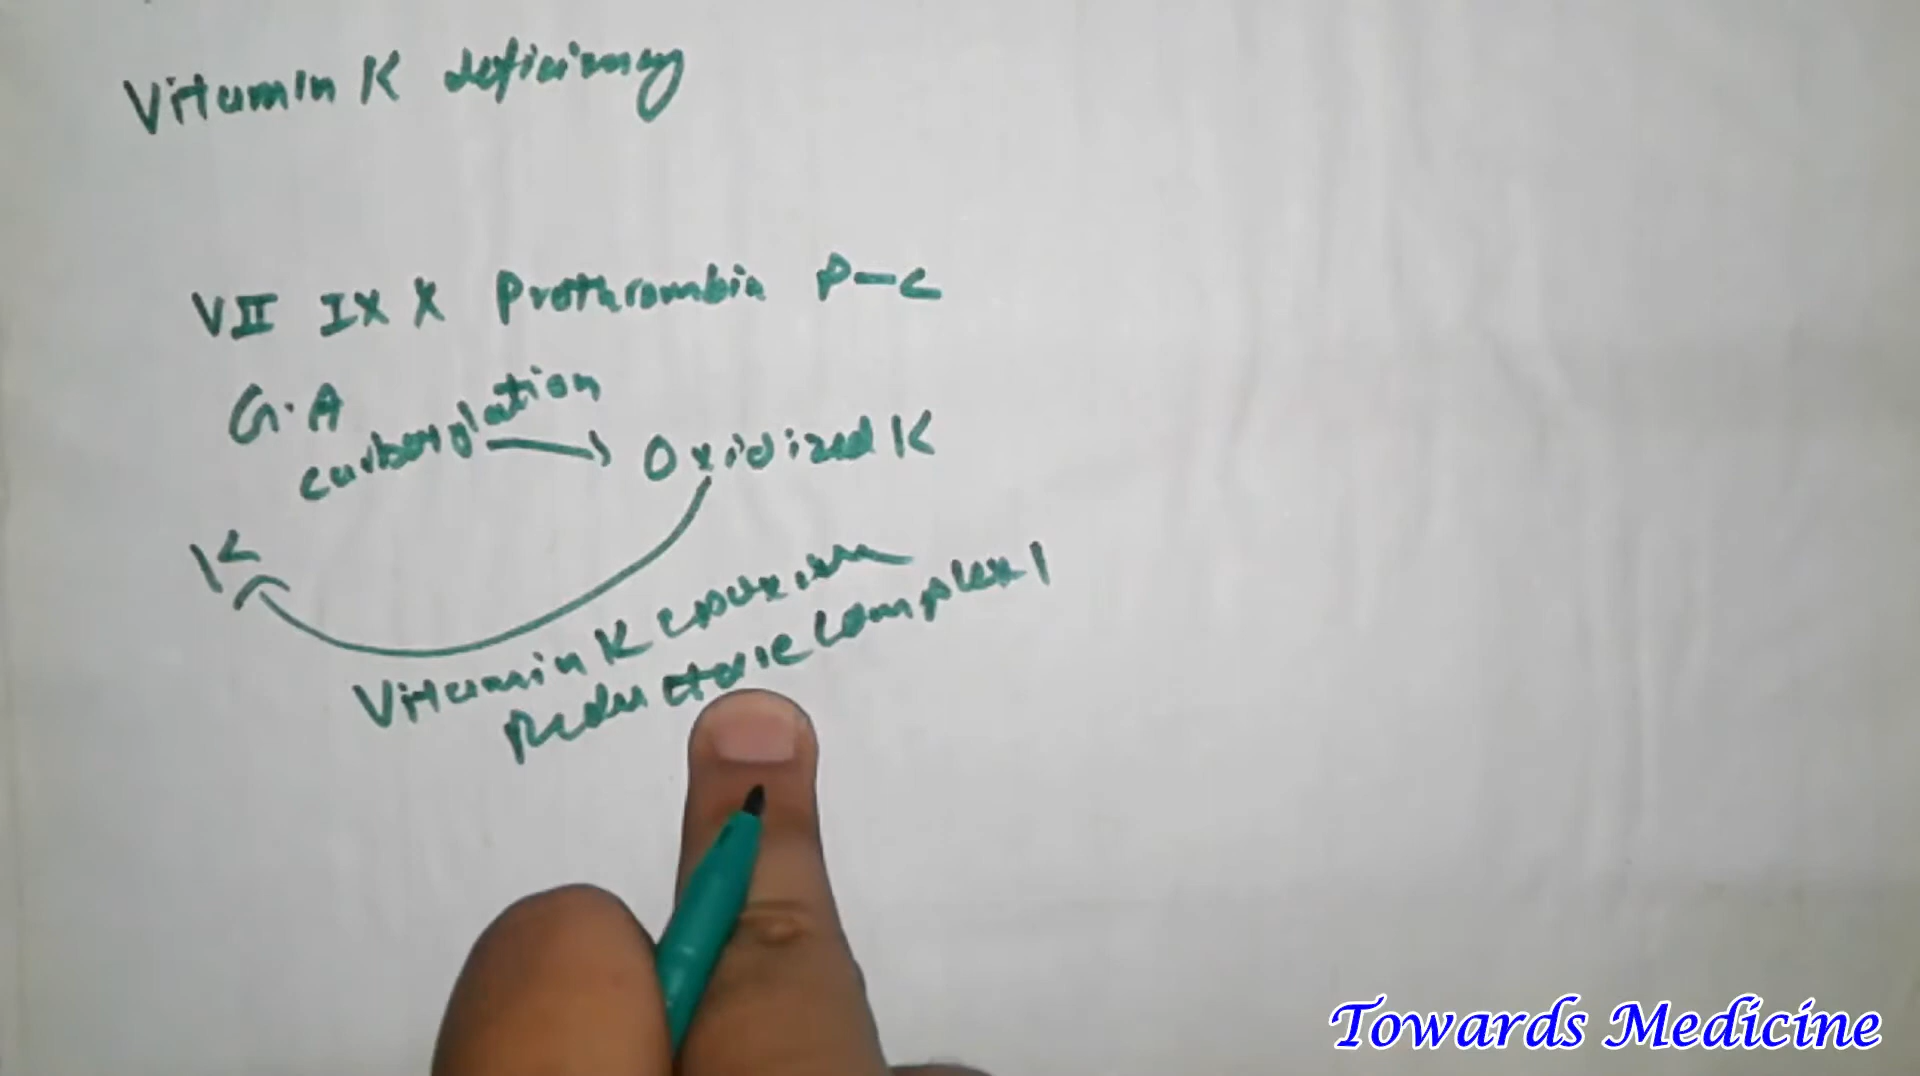 Vitamin K deficiency
VII IX X Prothrombin P-C
G.A
carboxylation → Oxidized K
K
Vitamin K epoxide
Reductase Complex 1
Towards Medicine